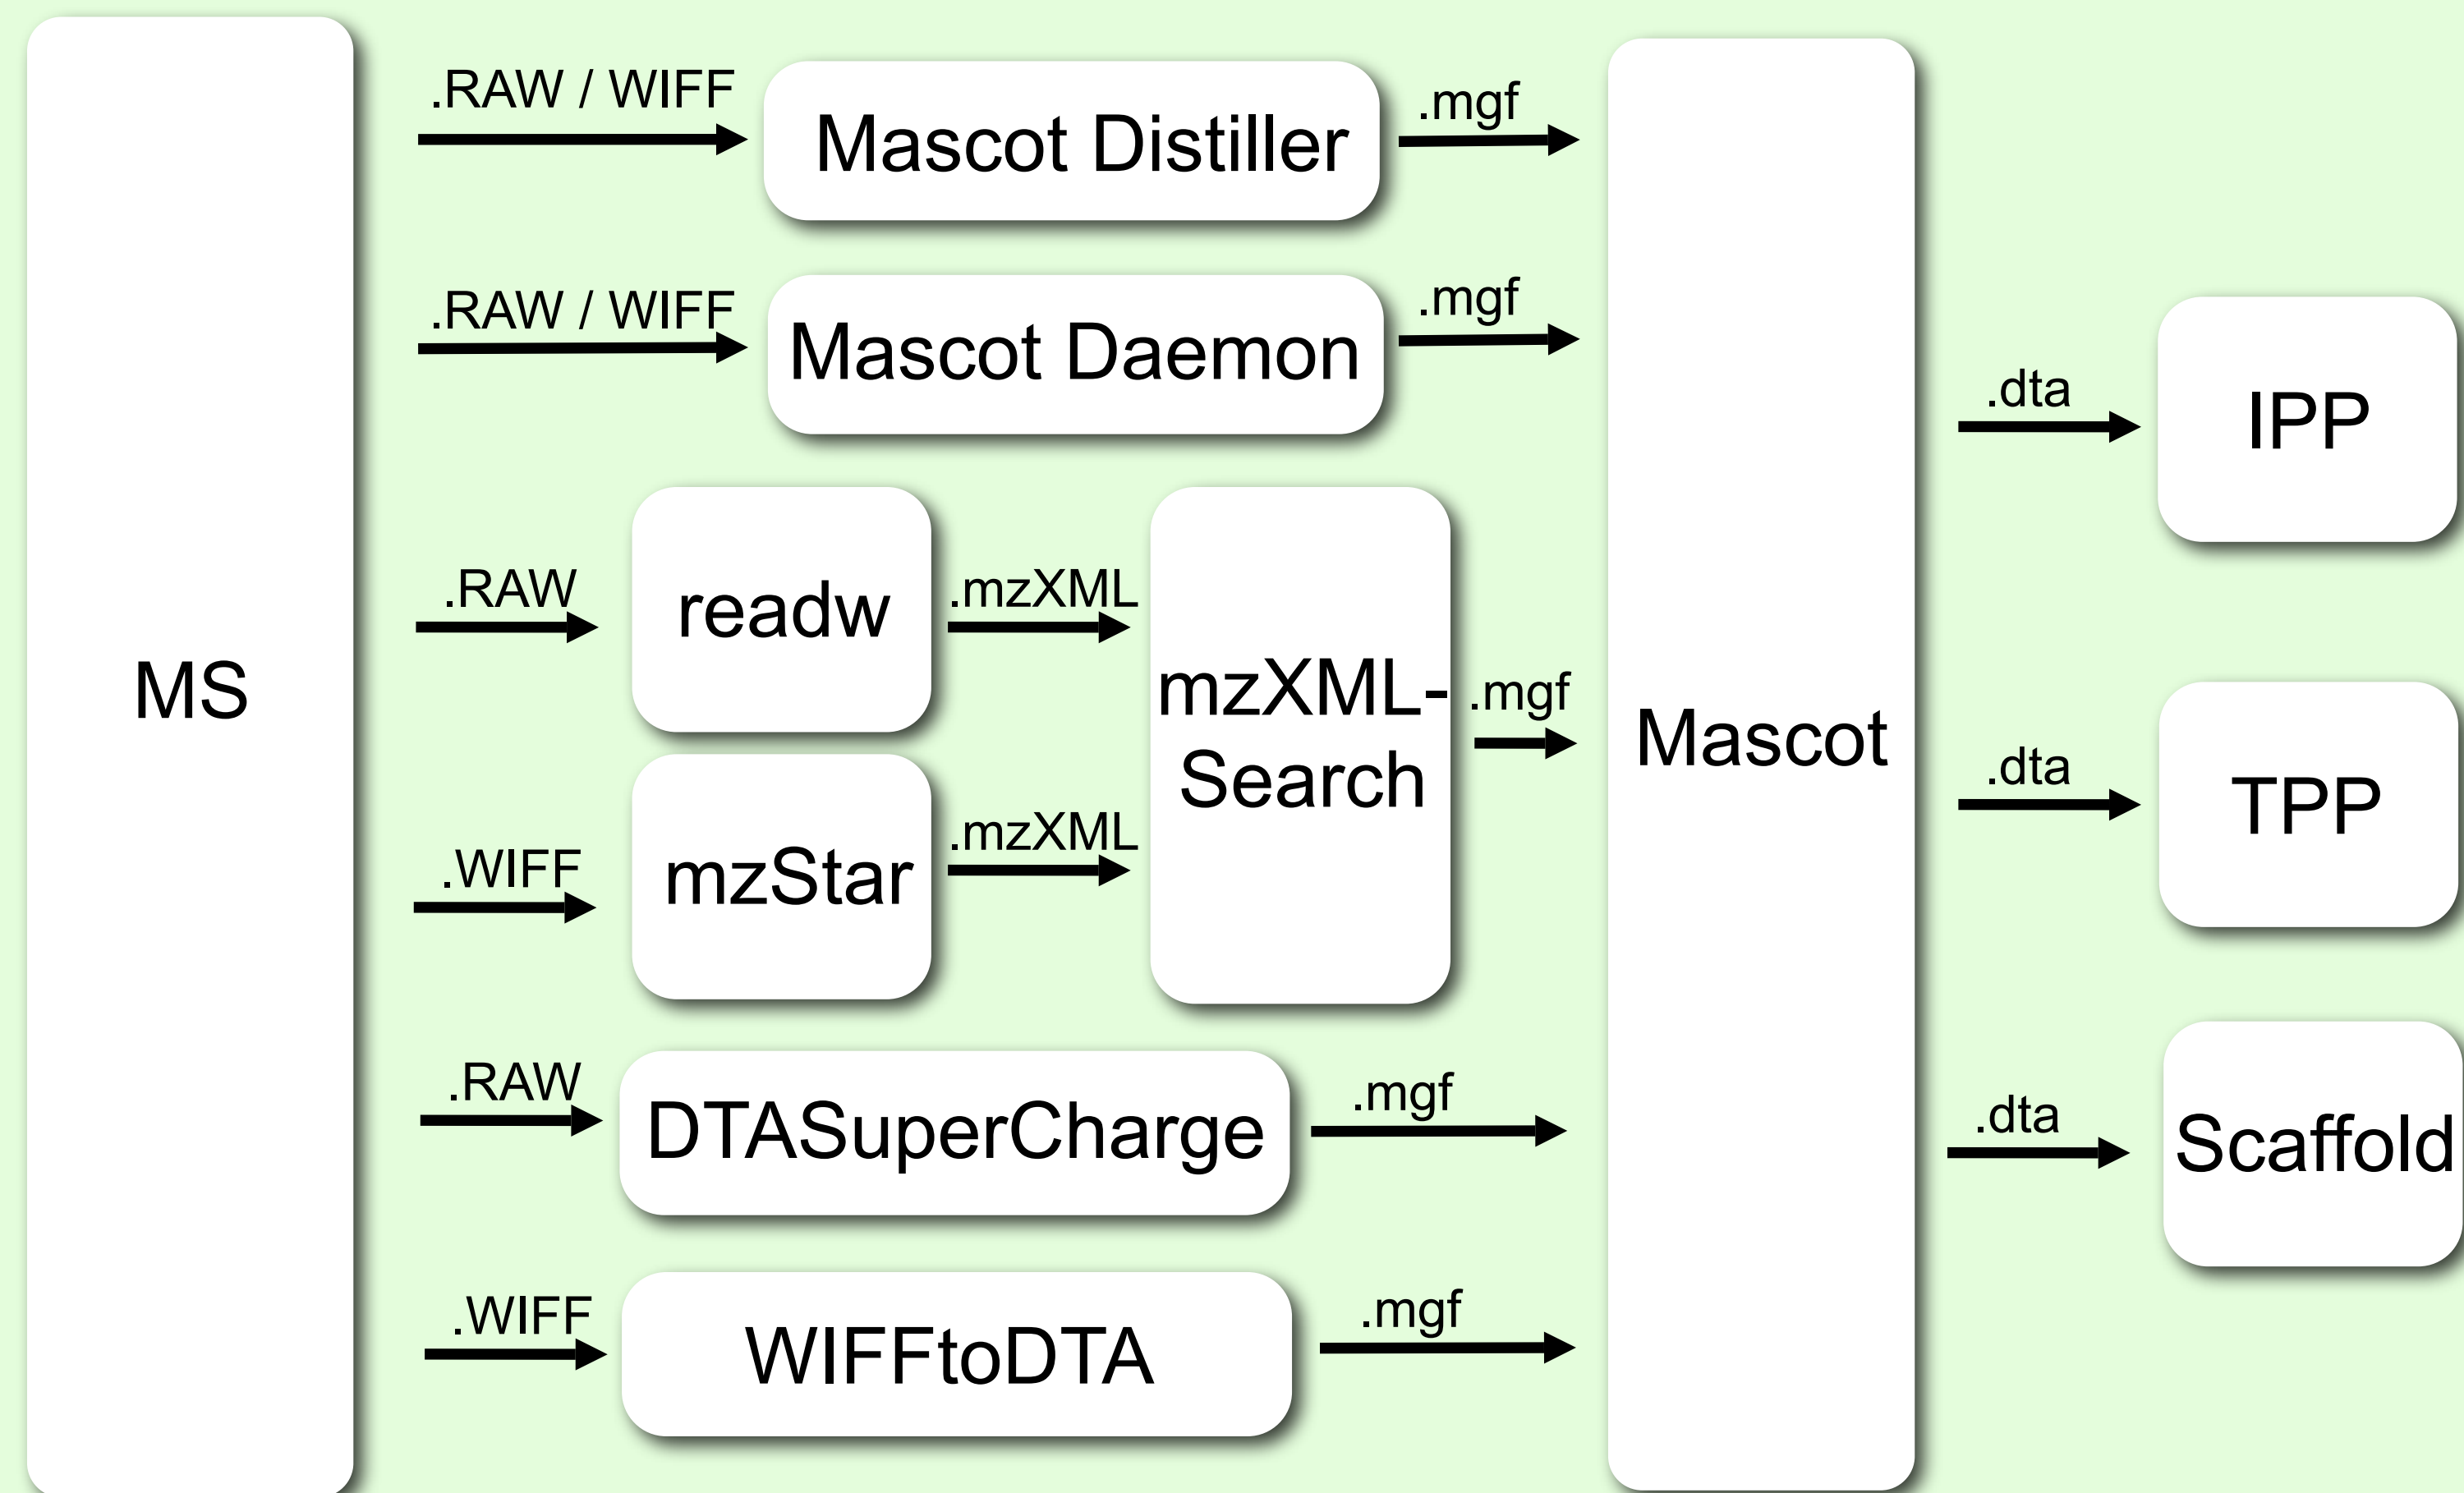 MS
.RAW / WIFF
Mascot Distiller
.mgf
.RAW / WIFF
Mascot Daemon
.mgf
.RAW
readw
.mzXML
.WIFF
mzStar
.mzXML
mzXML-
Search
.mgf
.RAW
DTASuperCharge
.mgf
.WIFF
WIFFtoDTA
.mgf
Mascot
.dta
IPP
.dta
TPP
.dta
Scaffold